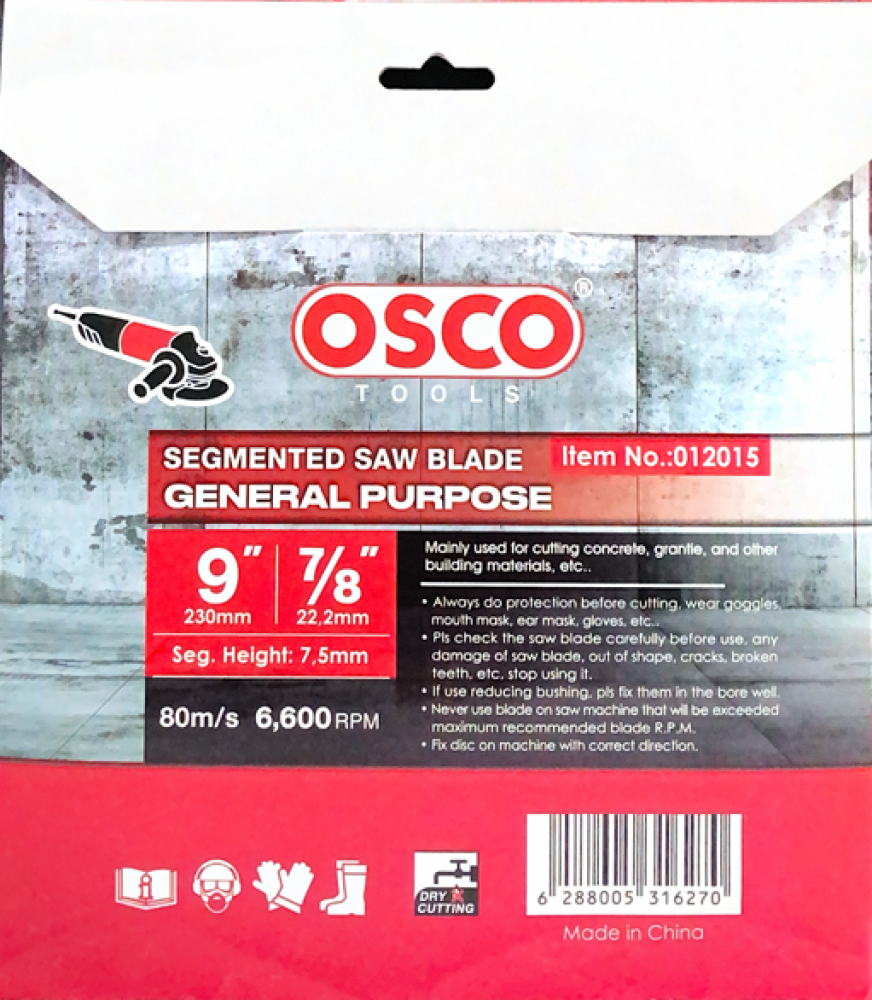 OSCO®
TOOLS
SEGMENTED SAW BLADE
Item No.:012015
GENERAL PURPOSE
9" 7/8"
230mm 22,2mm
Seg. Height: 7,5mm
80m/s 6,600 RPM
Mainly used for cutting concrete, grantie, and other
building materials, etc..
• Always do protection before cutting, wear goggles,
mouth mask, ear mask, gloves, etc..
• Pls check the saw blade carefully before use, any
damage of saw blade, out of shape, cracks, broken
teeth, etc, stop using it.
• If use reducing bushing, pls fix them in the bore well.
• Never use blade on saw machine that will be exceeded
maximum recommended blade R.P.M.
• Fix disc on machine with correct direction.
DRY
CUTTING
6 288005 316270
Made in China